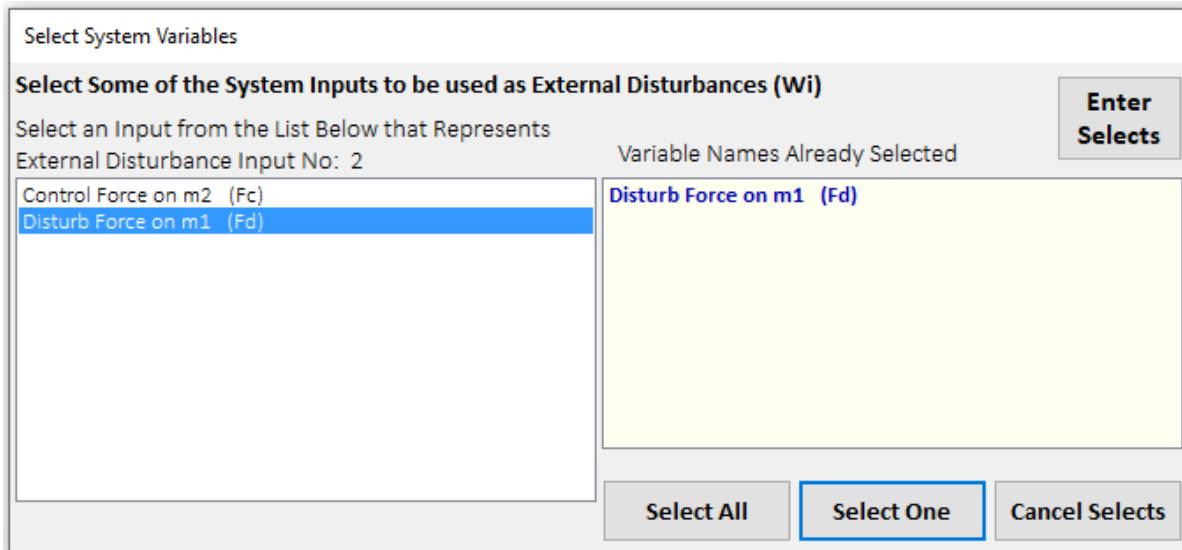 Select System Variables
Select Some of the System Inputs to be used as External Disturbances (Wi)
Enter
Selects
Select an Input from the List Below that Represents
External Disturbance Input No:  2
Variable Names Already Selected
Control Force on m2   (Fc)
Disturb Force on m1   (Fd)
Disturb Force on m1   (Fd)
Select All
Select One
Cancel Selects